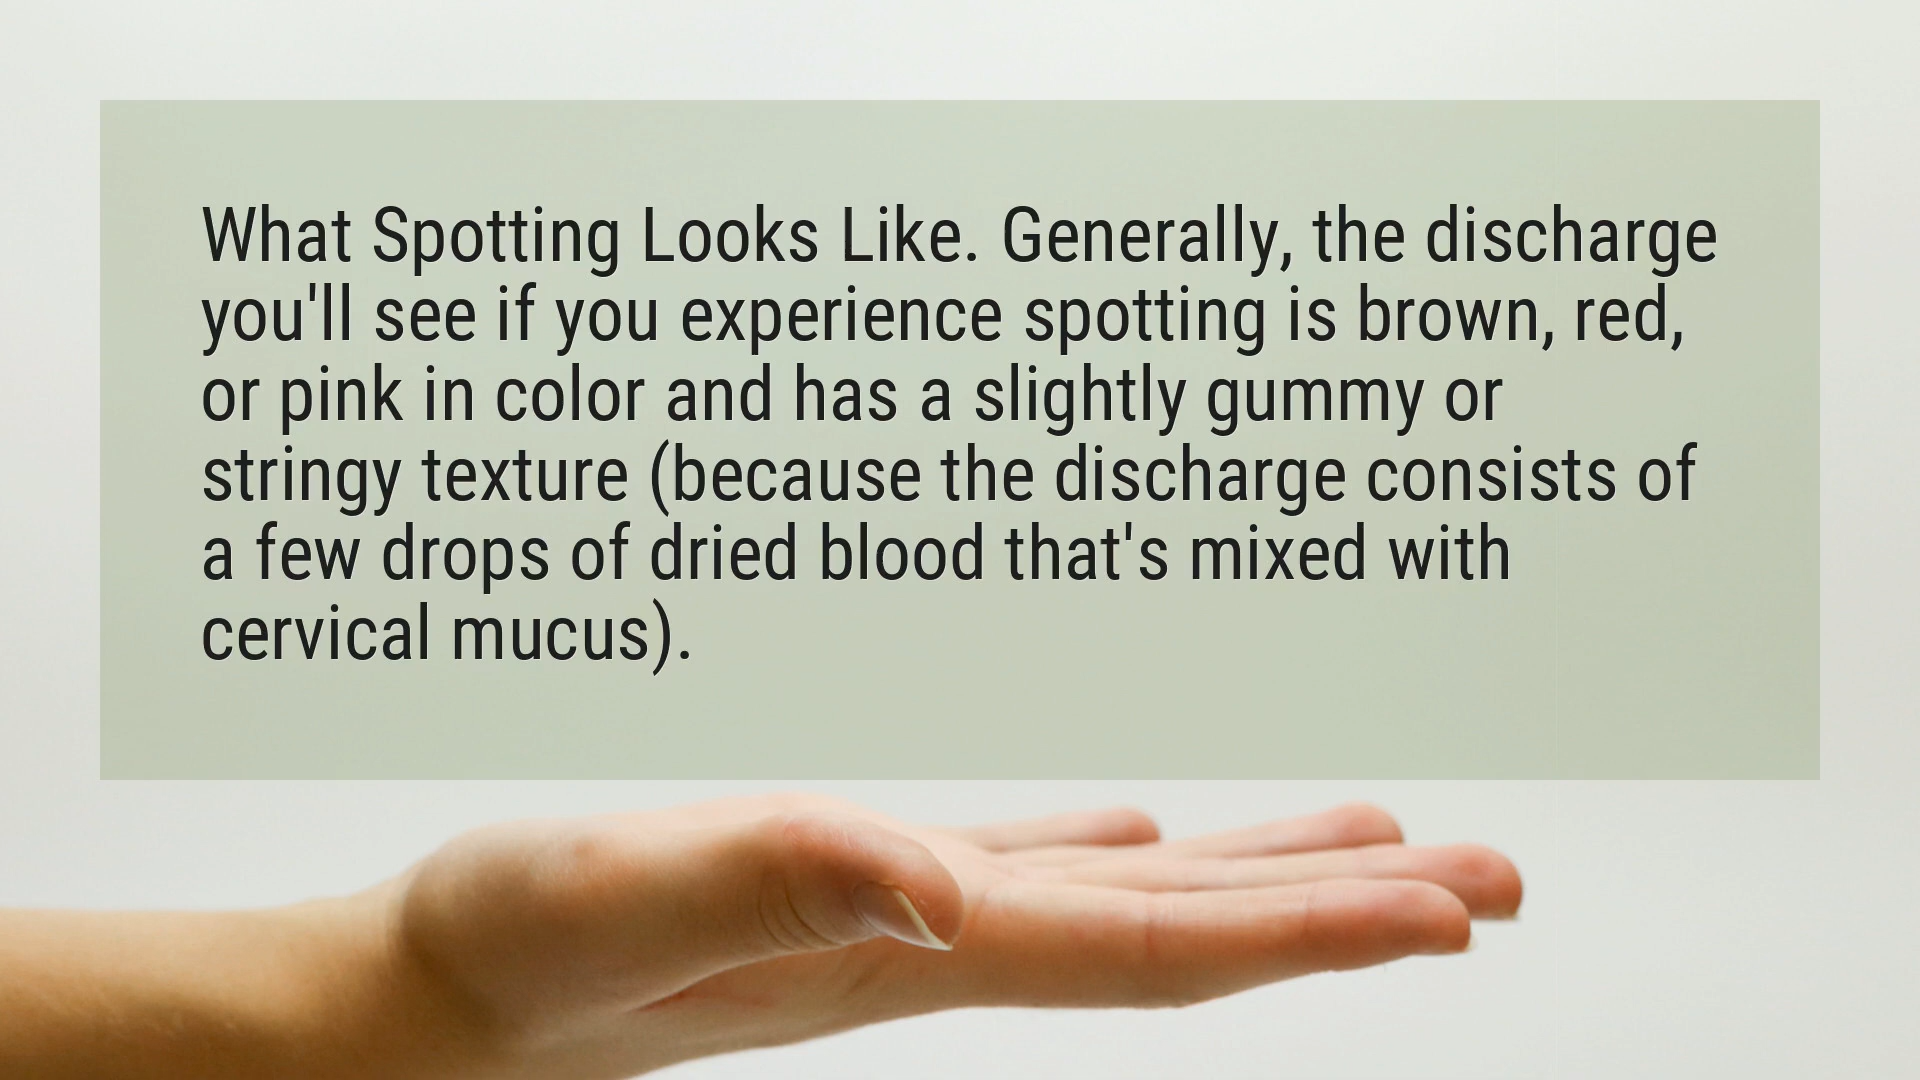 What Spotting Looks Like. Generally, the discharge
you'll see if you experience spotting is brown, red,
or pink in color and has a slightly gummy or
stringy texture (because the discharge consists of
a few drops of dried blood that's mixed with
cervical mucus).